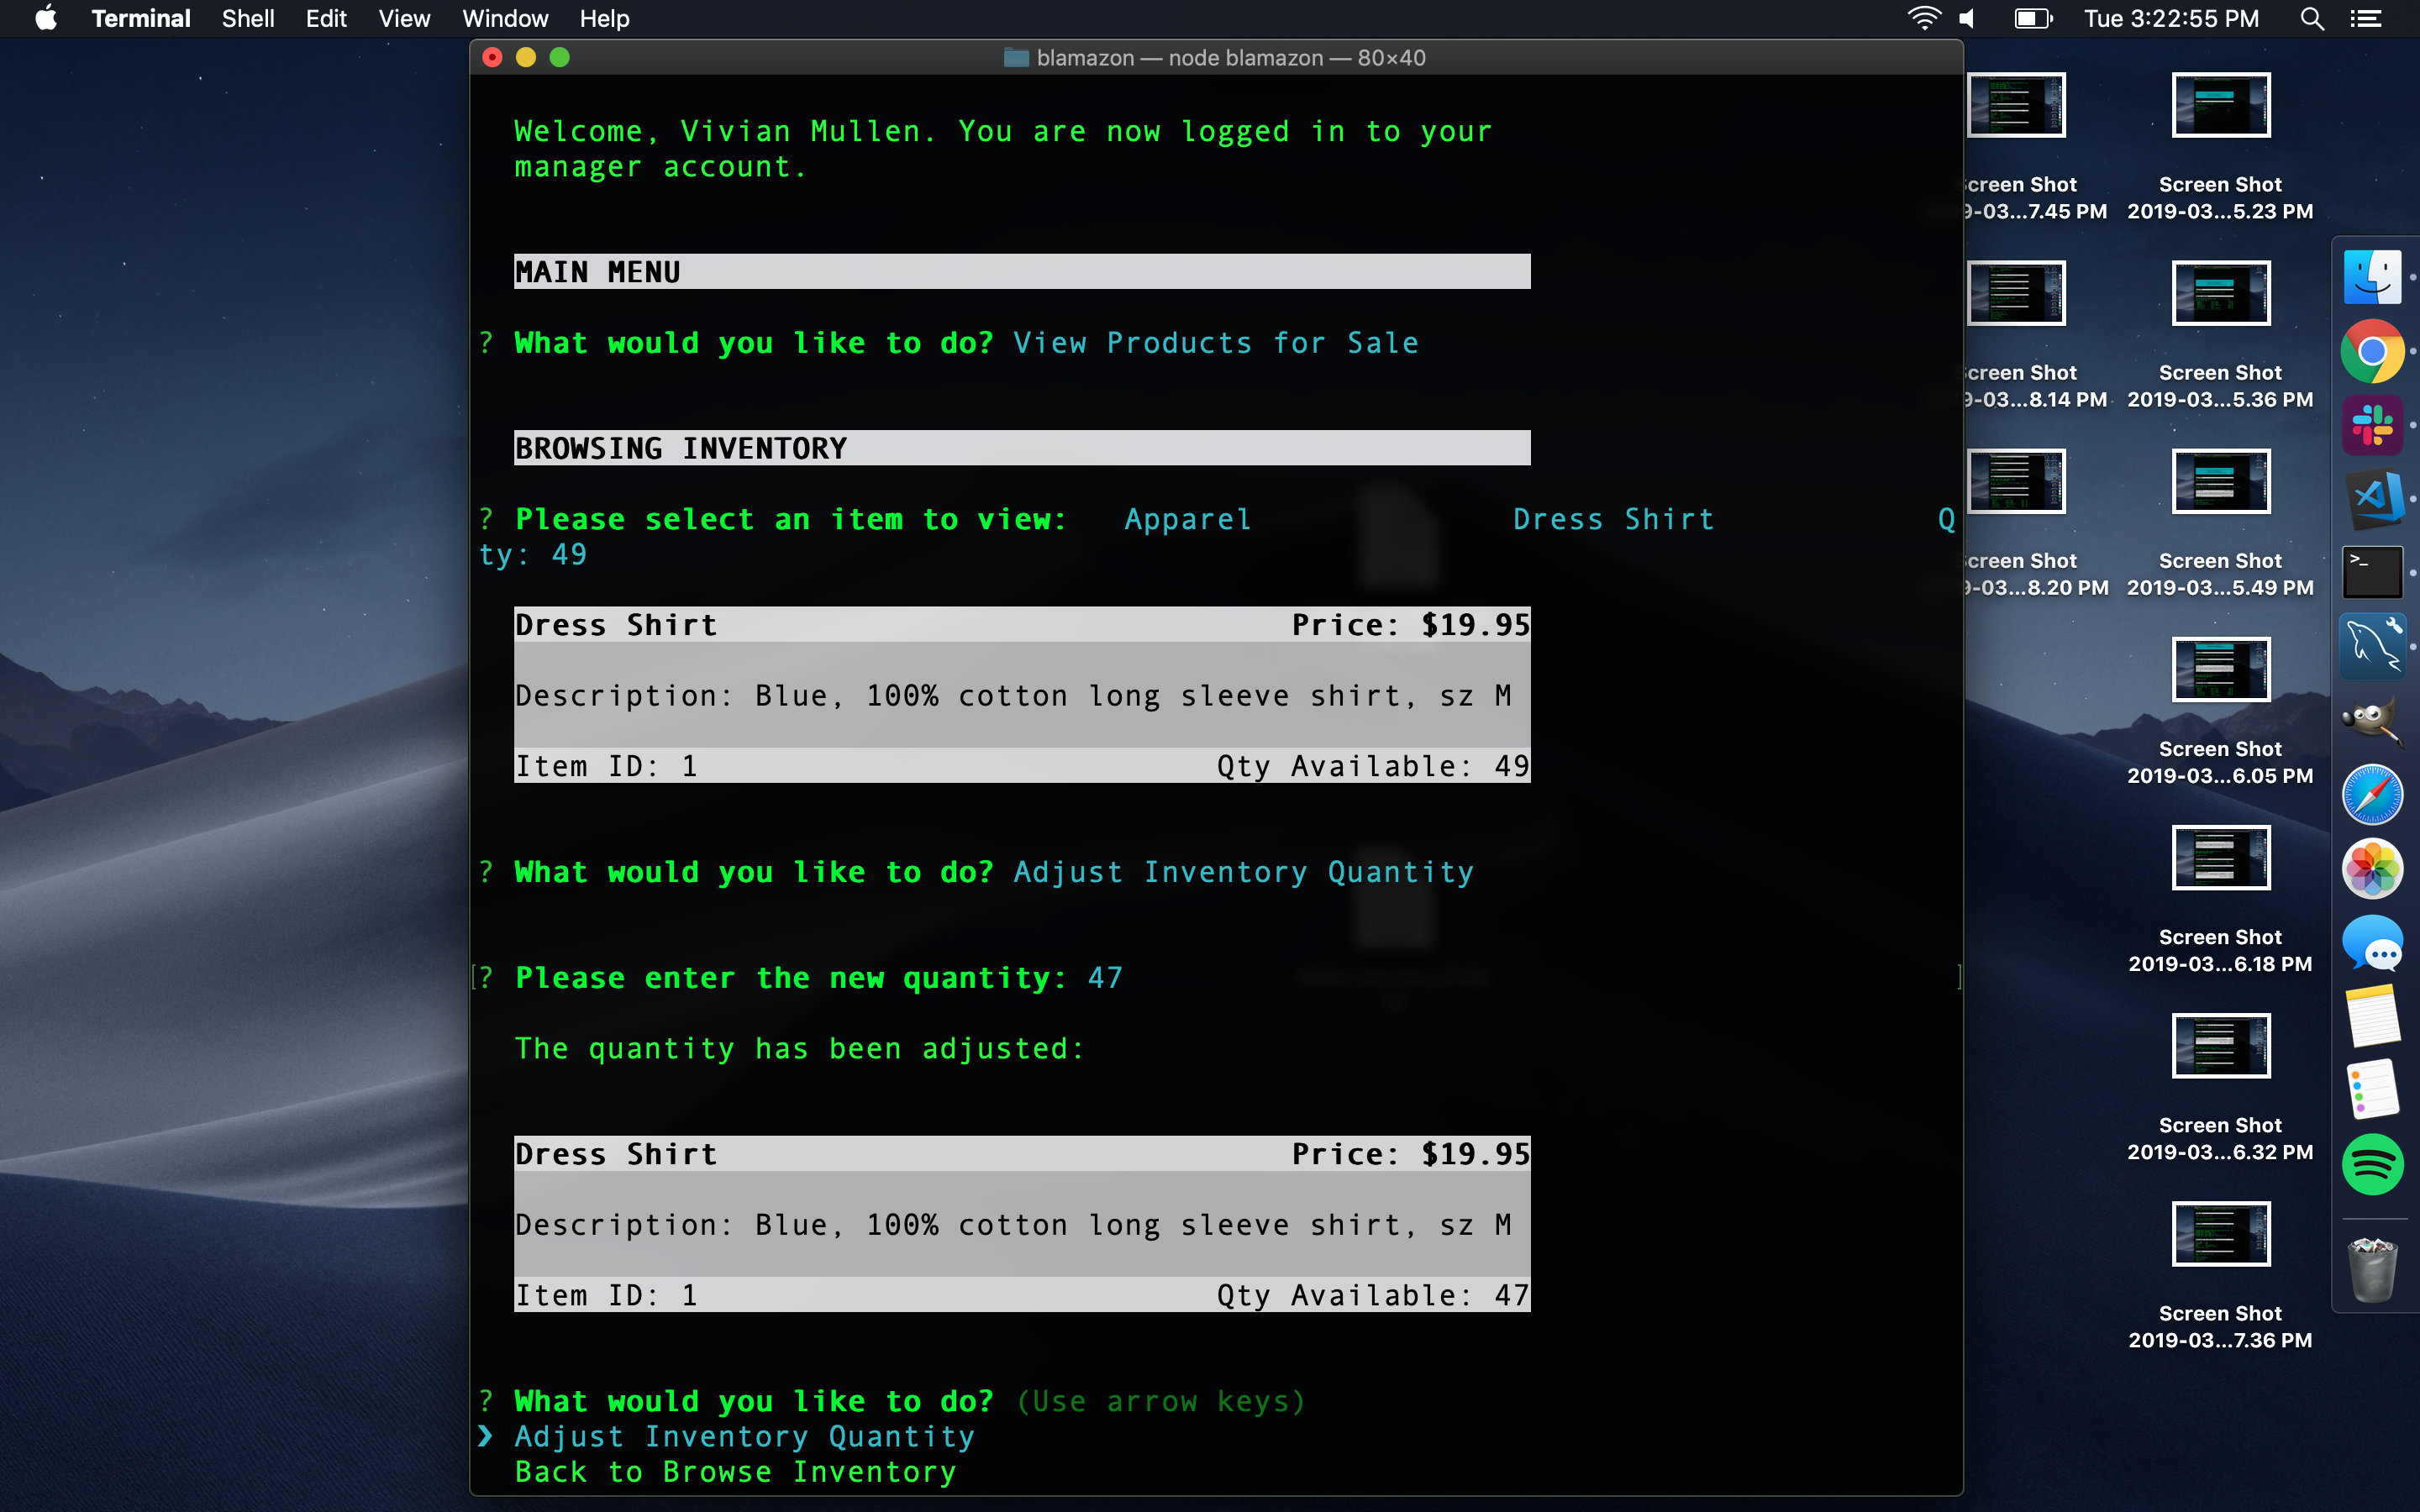 Terminal Shell Edit View Window Help Tue 3:22:55 PM
blamazon — node blamazon — 80×40
Welcome, Vivian Mullen. You are now logged in to your
manager account.
MAIN MENU
? What would you like to do? View Products for Sale
BROWSING INVENTORY
? Please select an item to view: Apparel Dress Shirt Q
ty: 49
Dress Shirt Price: $19.95
Description: Blue, 100% cotton long sleeve shirt, sz M
Item ID: 1 Qty Available: 49
? What would you like to do? Adjust Inventory Quantity
[? Please enter the new quantity: 47 ]
The quantity has been adjusted:
Dress Shirt Price: $19.95
Description: Blue, 100% cotton long sleeve shirt, sz M
Item ID: 1 Qty Available: 47
? What would you like to do? (Use arrow keys)
❯ Adjust Inventory Quantity
Back to Browse Inventory
creen Shot
9-03...7.45 PM
creen Shot
9-03...8.14 PM
creen Shot
9-03...8.20 PM
Screen Shot
2019-03...5.23 PM
Screen Shot
2019-03...5.36 PM
Screen Shot
2019-03...5.49 PM
Screen Shot
2019-03...6.05 PM
Screen Shot
2019-03...6.18 PM
Screen Shot
2019-03...6.32 PM
Screen Shot
2019-03...7.36 PM